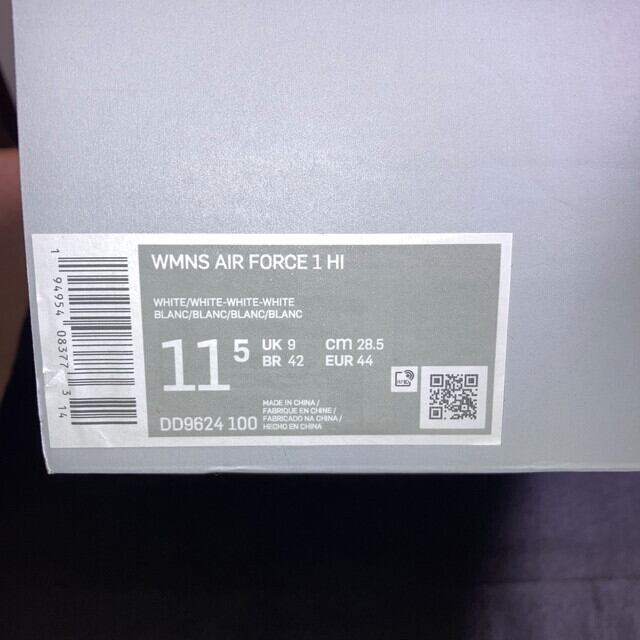 WMNS AIR FORCE 1 HI
WHITE/WHITE-WHITE-WHITE
BLANC/BLANC/BLANC/BLANC
11 5 UK 9 cm 28.5
BR 42 EUR 44
DD9624 100
MADE IN CHINA /
FABRIQUE EN CHINE /
FABRICADO NA CHINA /
HECHO EN CHINA
1 94954 08377 3 14